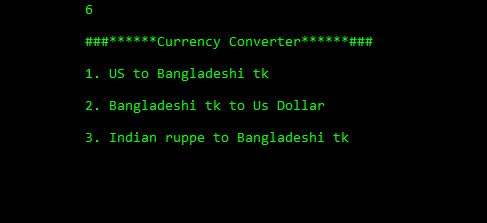 6
###******Currency Converter******###
1. US to Bangladeshi tk
2. Bangladeshi tk to Us Dollar
3. Indian ruppe to Bangladeshi tk